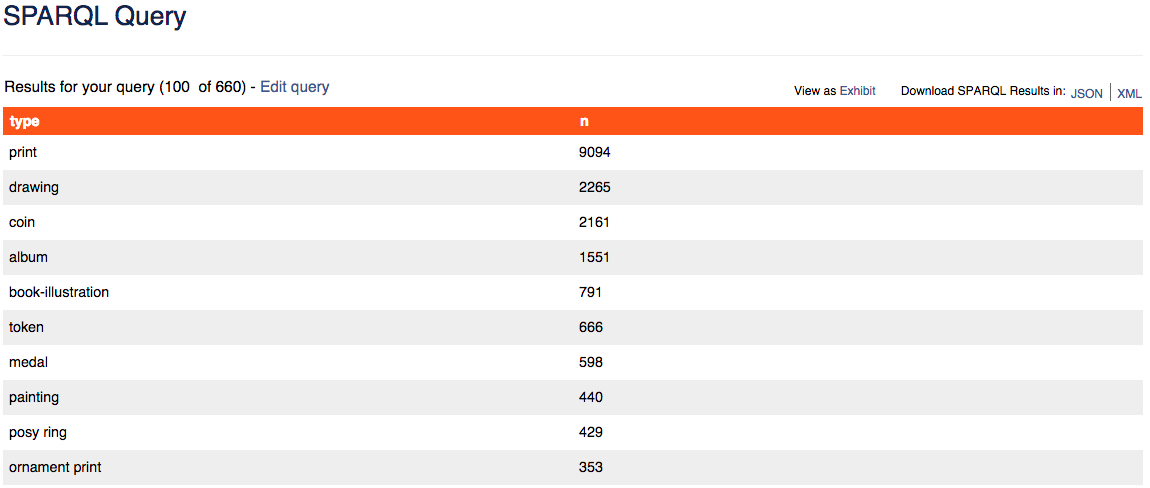 SPARQL Query
Results for your query (100 of 660) - Edit query
View as Exhibit Download SPARQL Results in: JSON XML
type n
print 9094
drawing 2265
coin 2161
album 1551
book-illustration 791
token 666
medal 598
painting 440
posy ring 429
ornament print 353